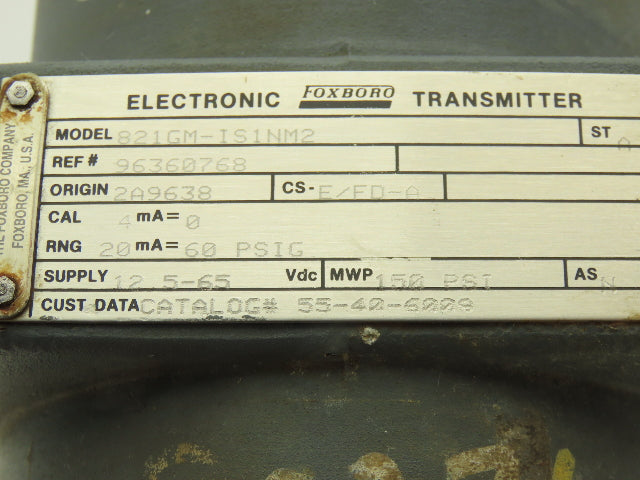 ELECTRONIC FOXBORO TRANSMITTER
MODEL 821GM-IS1NM2 ST A
REF# 96360768
ORIGIN 2A9638 CS- E/FD-A
CAL 4 mA= 0
RNG 20 mA= 60 PSIG
SUPPLY 12.5-65 Vdc MWP 150 PSI AS N
CUST DATA CATALOG# 55-40-6009
THE FOXBORO COMPANY
FOXBORO, MA., U.S.A.